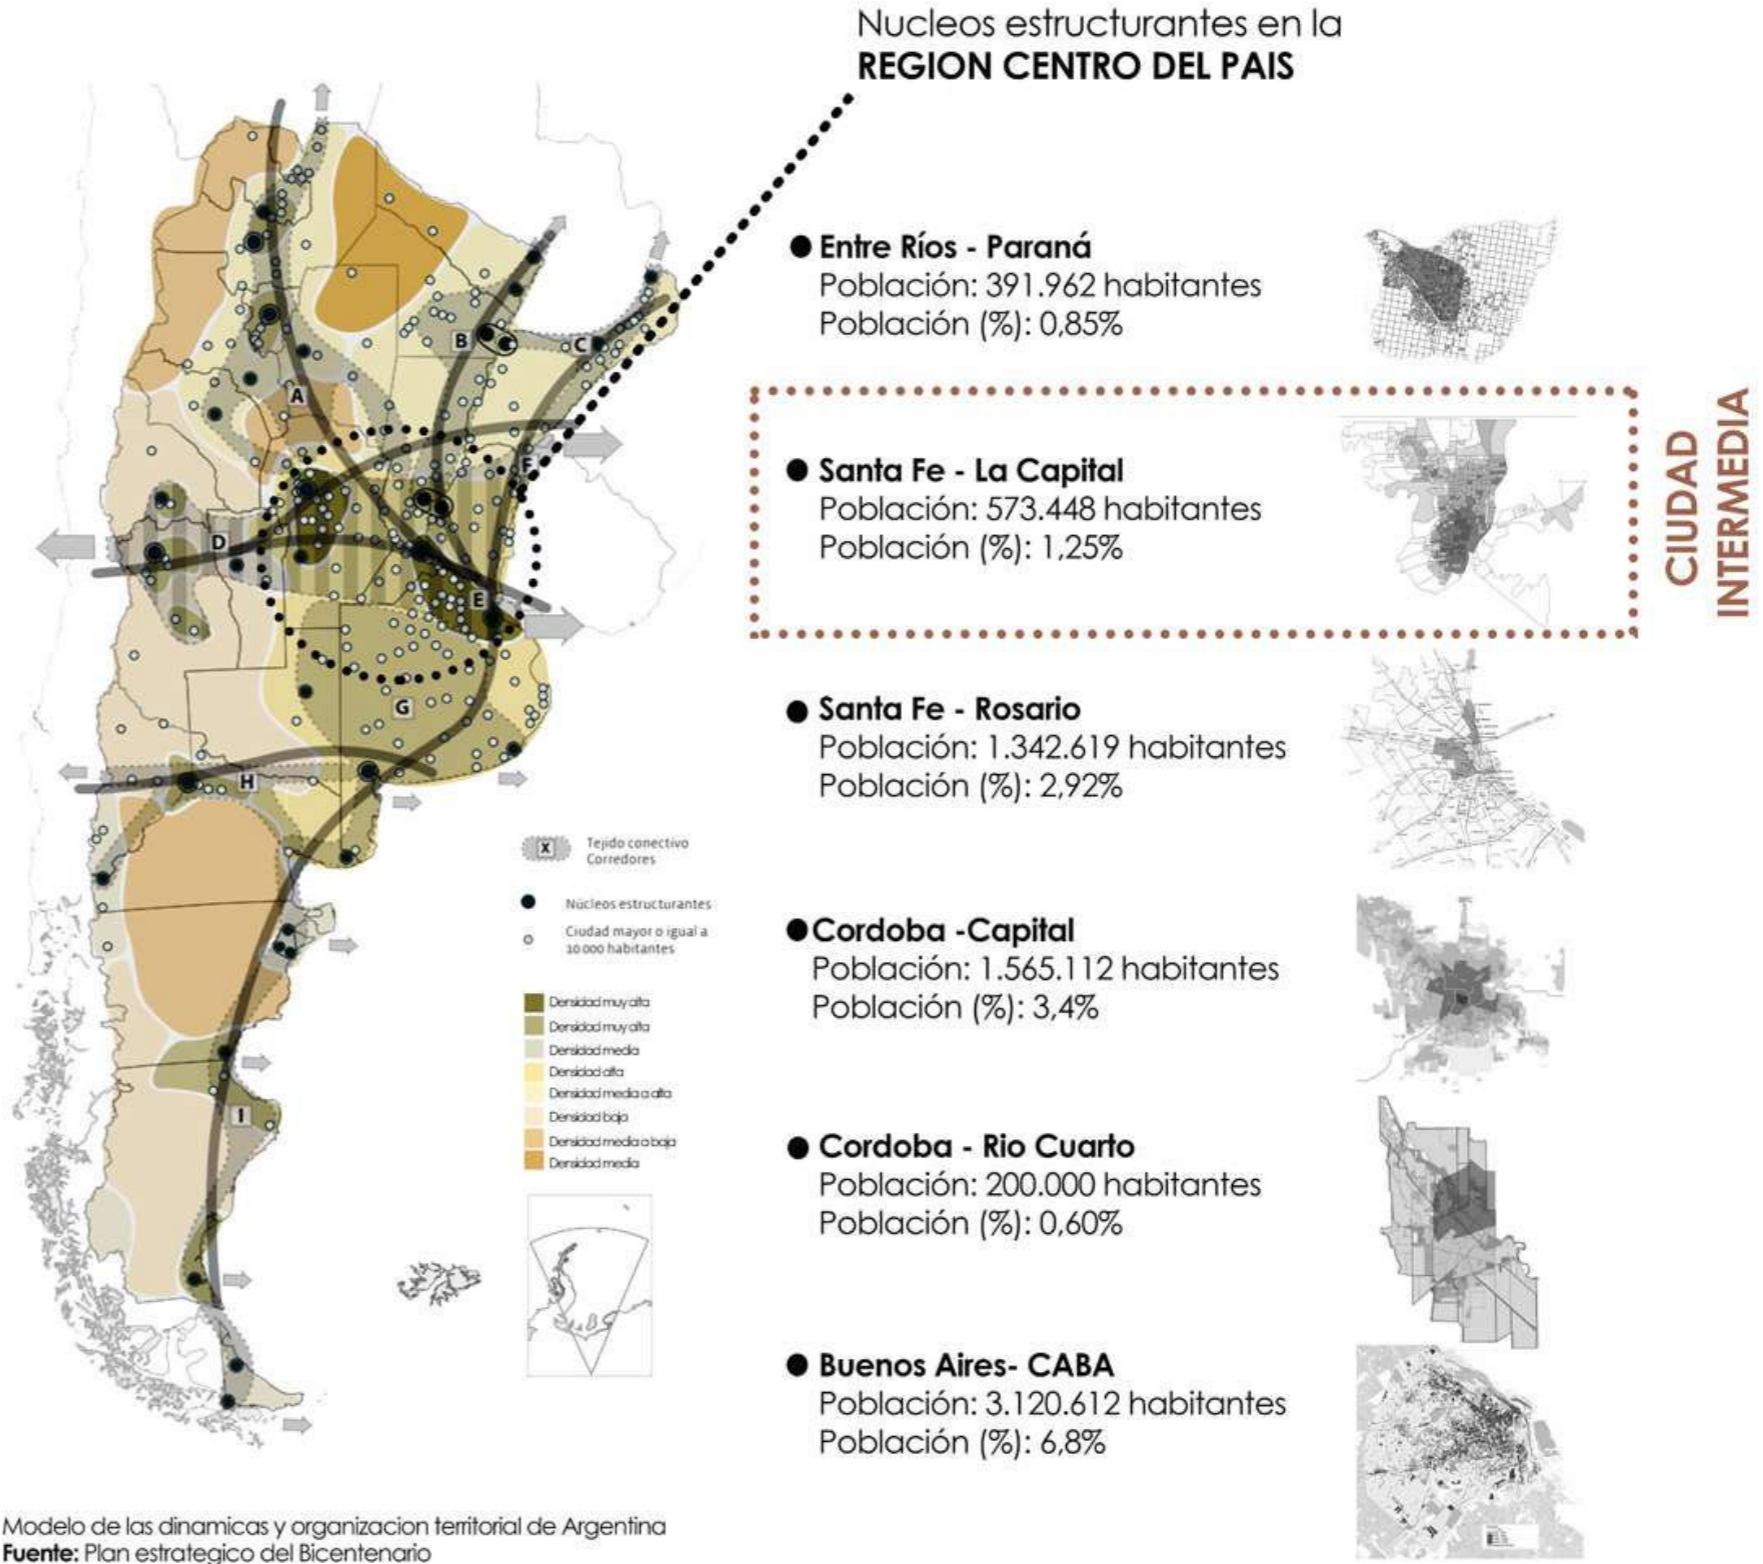 Nucleos estructurantes en la
REGION CENTRO DEL PAIS
● Entre Ríos - Paraná
Población: 391.962 habitantes
Población (%): 0,85%
● Santa Fe - La Capital
Población: 573.448 habitantes
Población (%): 1,25%
CIUDAD
INTERMEDIA
● Santa Fe - Rosario
Población: 1.342.619 habitantes
Población (%): 2,92%
● Cordoba -Capital
Población: 1.565.112 habitantes
Población (%): 3,4%
● Cordoba - Rio Cuarto
Población: 200.000 habitantes
Población (%): 0,60%
● Buenos Aires- CABA
Población: 3.120.612 habitantes
Población (%): 6,8%
B
C
A
F
D
E
G
H
I
X
Tejido conectivo
Corredores
Núcleos estructurantes
Ciudad mayor o igual a
10 000 habitantes
Densidad muy alta
Densidad muy alta
Densidad media
Densidad alta
Densidad media a alta
Densidad baja
Densidad media a baja
Densidad media
Modelo de las dinamicas y organizacion territorial de Argentina
Fuente: Plan estrategico del Bicentenario